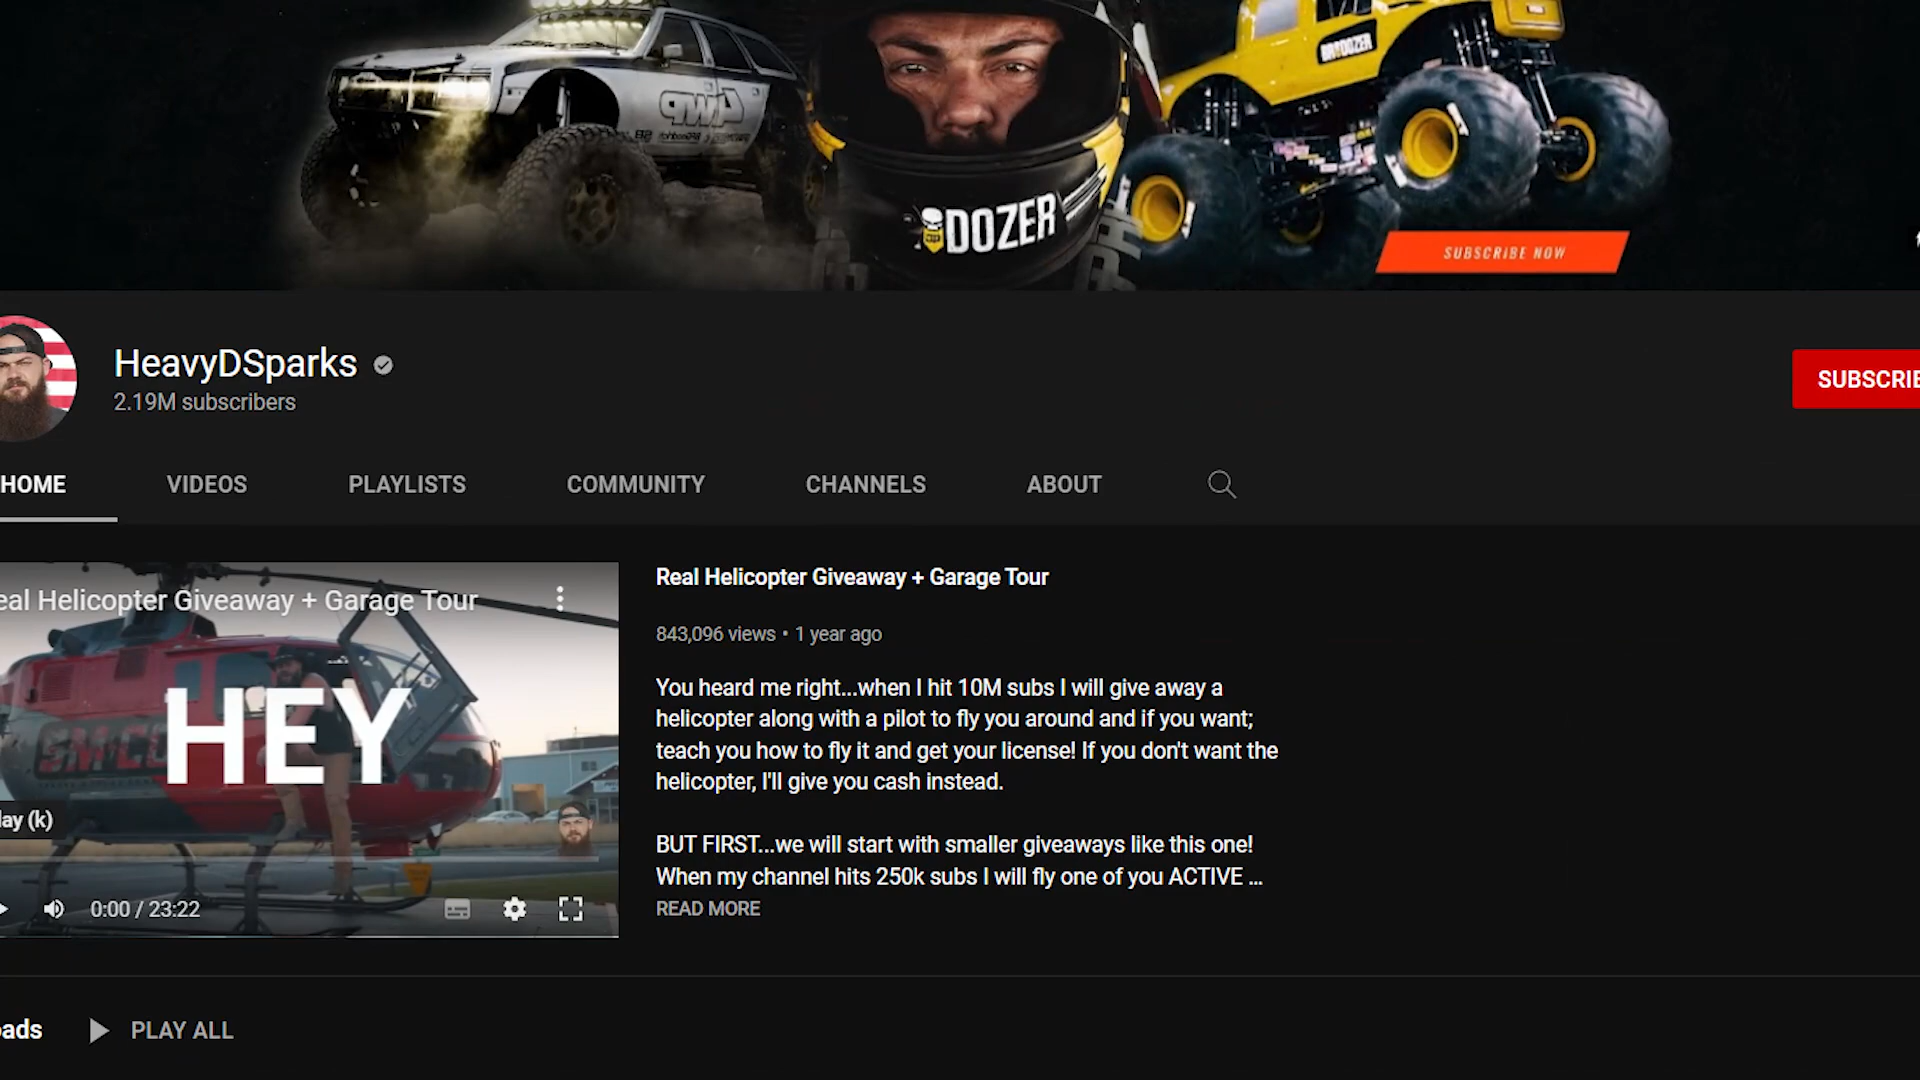 BRODOZER
DOZER
SUBSCRIBE NOW
HeavyDSparks
2.19M subscribers
SUBSCRIB
HOME
VIDEOS
PLAYLISTS
COMMUNITY
CHANNELS
ABOUT
eal Helicopter Giveaway + Garage Tour
HEY
lay (k)
0:00 / 23:22
Real Helicopter Giveaway + Garage Tour
843,096 views • 1 year ago
You heard me right...when I hit 10M subs I will give away a
helicopter along with a pilot to fly you around and if you want;
teach you how to fly it and get your license! If you don't want the
helicopter, I'll give you cash instead.
BUT FIRST...we will start with smaller giveaways like this one!
When my channel hits 250k subs I will fly one of you ACTIVE ...
READ MORE
oads
PLAY ALL